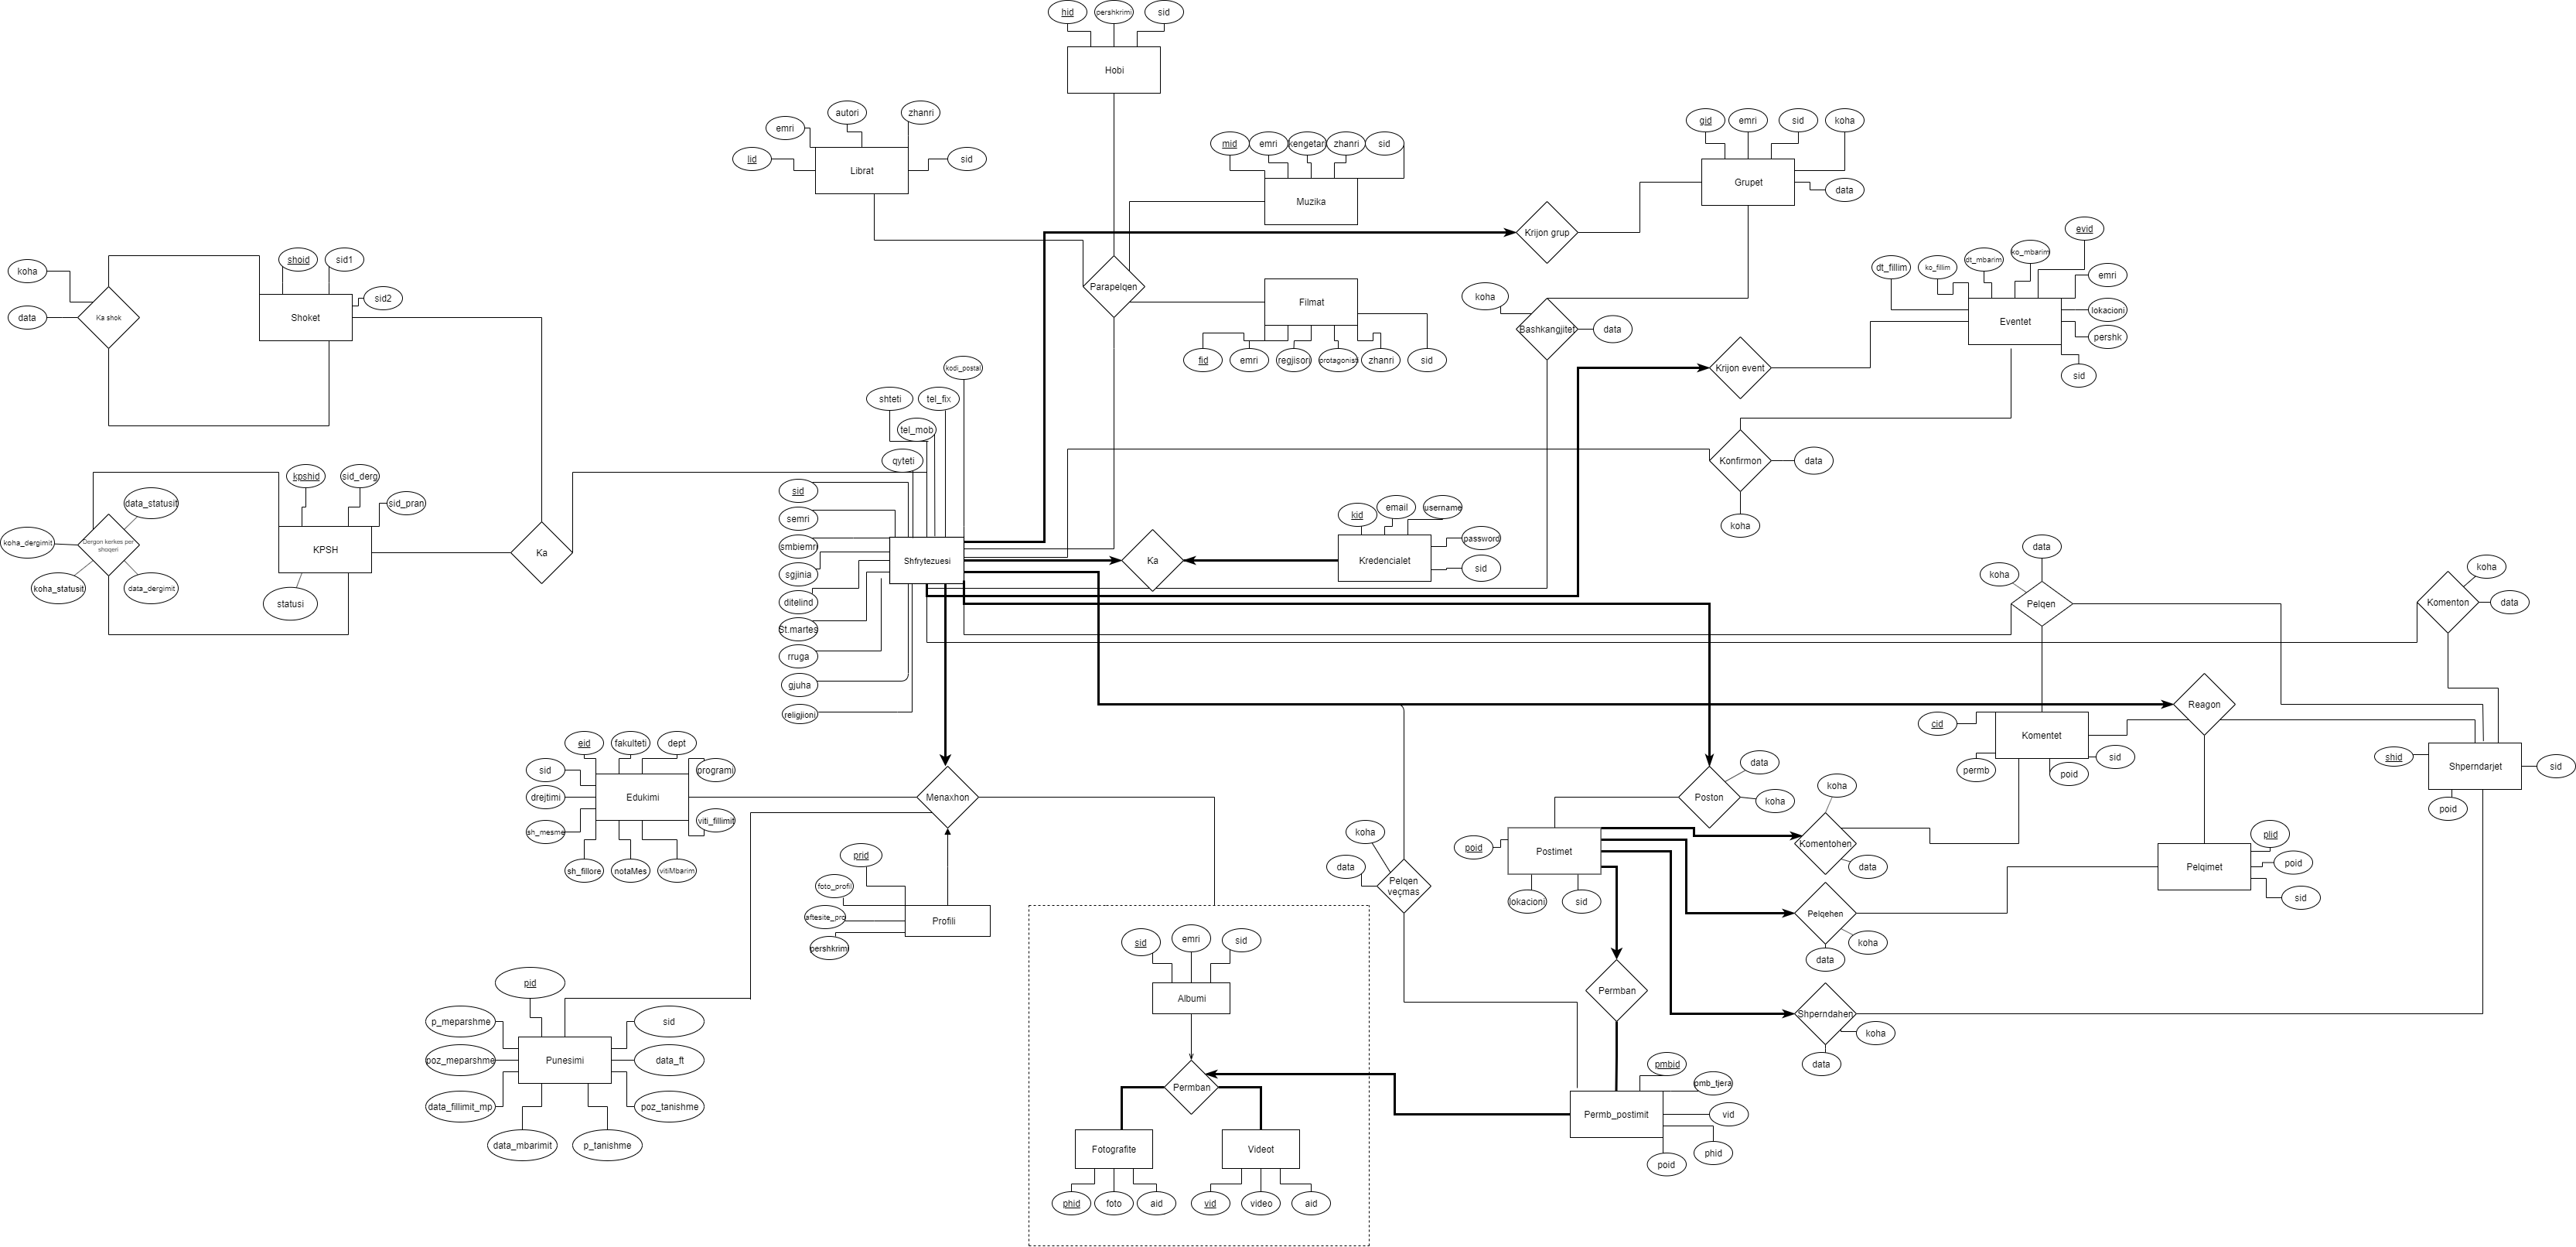 hid
pershkrimi
sid
Hobi
lid
emri
autori
zhanri
sid
Librat
mid
emri
kengetar
zhanri
sid
Muzika
gid
emri
sid
koha
data
Grupet
Krijon grup
Parapelqen
Filmat
fid
emri
regjisori
protagonist
zhanri
sid
koha
Bashkangjitet
data
evid
dt_fillim
ko_fillim
dt_mbarim
ko_mbarim
emri
lokacioni
pershk
sid
Eventet
Krijon event
Konfirmon
data
koha
koha
data
Ka shok
shoid
sid1
sid2
Shoket
kpshid
sid_derg
sid_pran
KPSH
statusi
data_statusit
koha_dergimit
Dergon kerkes per
shoqeri
koha_statusit
data_dergimit
Ka
kodi_postal
shteti
tel_fix
tel_mob
qyteti
sid
semri
smbiemri
sgjinia
ditelind
St.martes
rruga
gjuha
religjioni
Shfrytezuesi
Ka
kid
email
username
password
sid
Kredencialet
data
koha
Pelqen
koha
Komenton
data
Reagon
cid
Komentet
permb
poid
sid
shid
Shperndarjet
sid
poid
eid
fakulteti
dept
programi
sid
drejtimi
Edukimi
viti_fillimit
sh_mesme
sh_fillore
notaMes
vitiMbarim
Menaxhon
prid
foto_profil
aftesite_pro
pershkrimi
Profili
data
Poston
koha
koha
data
Pelqen
veçmas
poid
Postimet
lokacioni
sid
koha
Komentohen
data
Pelqehen
koha
data
plid
poid
sid
Pelqimet
Permban
Shperndahen
koha
data
pid
p_meparshme
poz_meparshme
data_fillimit_mp
data_mbarimit
p_tanishme
poz_tanishme
data_ft
sid
Punesimi
sid
emri
sid
Albumi
Permban
Fotografite
Videot
phid
foto
aid
vid
video
aid
pmbid
pmb_tjera
vid
phid
poid
Permb_postimit